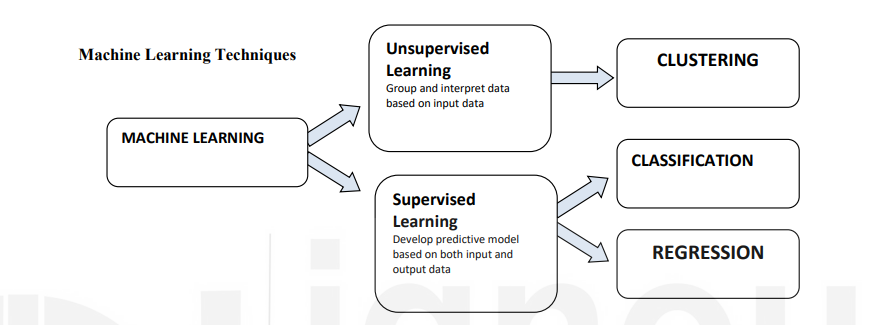 Machine Learning Techniques
Unsupervised
Learning
Group and interpret data
based on input data
CLUSTERING
MACHINE LEARNING
Supervised
Learning
Develop predictive model
based on both input and
output data
CLASSIFICATION
REGRESSION
ignou